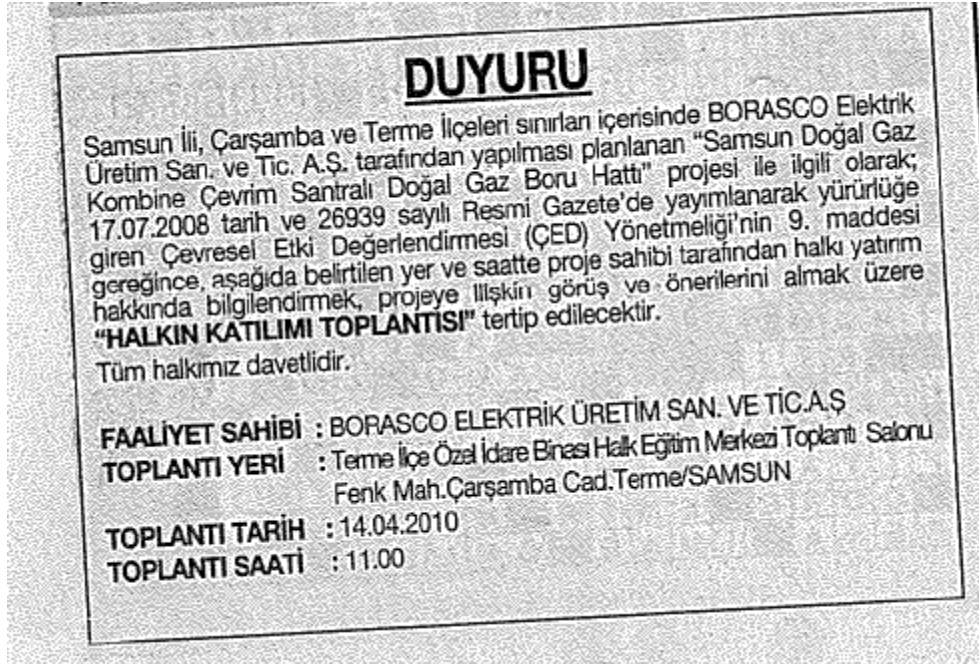 DUYURU
Samsun İli, Çarşamba ve Terme İlçeleri sınırları içerisinde BORASCO Elektrik
Üretim San. ve Tic. A.Ş. tarafından yapılması planlanan “Samsun Doğal Gaz
Kombine Çevrim Santralı Doğal Gaz Boru Hattı” projesi ile ilgili olarak;
17.07.2008 tarih ve 26939 sayılı Resmi Gazete’de yayımlanarak yürürlüğe
giren Çevresel Etki Değerlendirmesi (ÇED) Yönetmeliği’nin 9. maddesi
gereğince, aşağıda belirtilen yer ve saatte proje sahibi tarafından halkı yatırım
hakkında bilgilendirmek, projeye ilişkin görüş ve önerilerini almak üzere
“HALKIN KATILIMI TOPLANTISI” tertip edilecektir.
Tüm halkımız davetlidir.
FAALİYET SAHİBİ : BORASCO ELEKTRİK ÜRETİM SAN. VE TİC.A.Ş
TOPLANTI YERİ : Terme İlçe Özel İdare Binası Halk Eğitim Merkezi Toplantı Salonu
Fenk Mah.Çarşamba Cad.Terme/SAMSUN
TOPLANTI TARİH : 14.04.2010
TOPLANTI SAATİ : 11.00